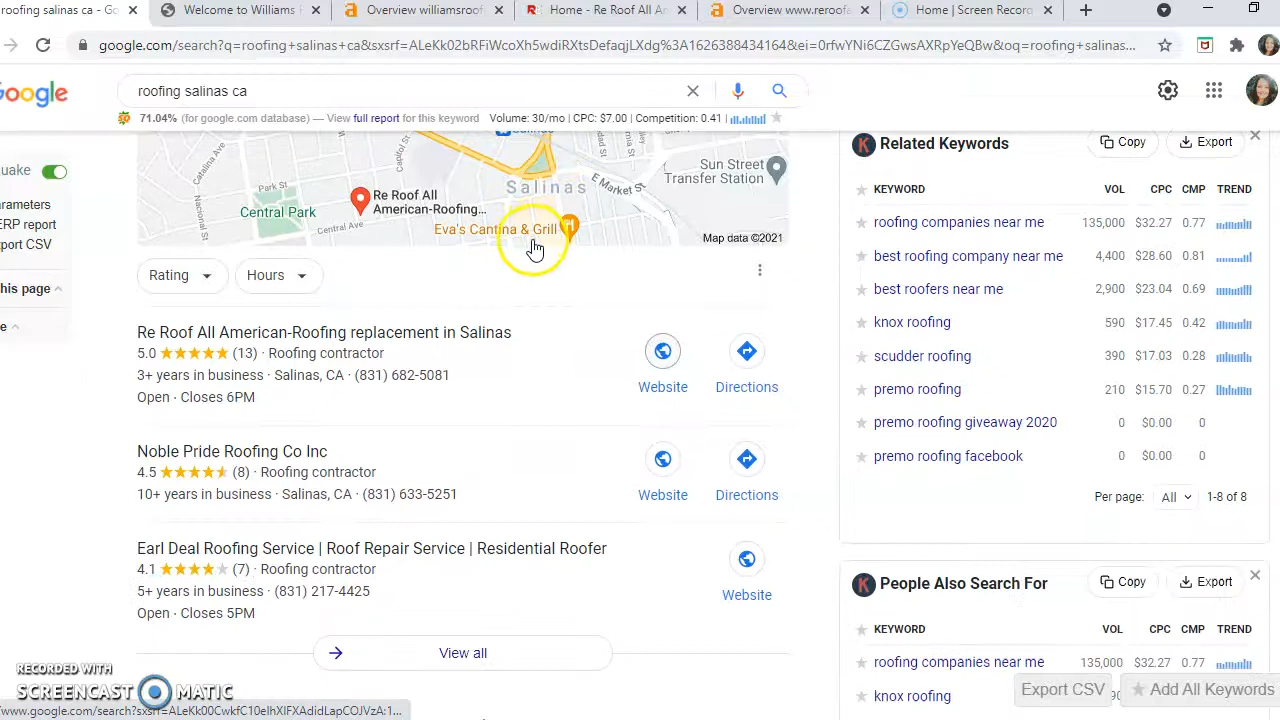 roofing salinas ca - Go
Welcome to Williams F
Overview williamsroof
Home - Re Roof All Am
Overview www.reroofa
Home | Screen Record
google.com/search?q=roofing+salinas+ca&sxsrf=ALeKk02bRFiWcoXh5wdiRXtsDefaqjLXdg%3A1626388434164&ei=0rfwYNi6CZGwsAXRpYeQBw&oq=roofing+salinas...
Google
roofing salinas ca
71.04% (for google.com database) — View full report for this keyword
Volume: 30/mo | CPC: $7.00 | Competition: 0.41 |
uake
arameters
ERP report
xport CSV
his page
e
Catalina Ave
Capitol St
Park St
Central Park
National St
Central Ave
Re Roof All
American-Roofing...
Salinas
Salinas
E Market St
Sun Street
Transfer Station
Eva's Cantina & Grill
Map data ©2021
Rating
Hours
Re Roof All American-Roofing replacement in Salinas
5.0 (13) · Roofing contractor
3+ years in business · Salinas, CA · (831) 682-5081
Open · Closes 6PM
Website
Directions
Noble Pride Roofing Co Inc
4.5 (8) · Roofing contractor
10+ years in business · Salinas, CA · (831) 633-5251
Website
Directions
Earl Deal Roofing Service | Roof Repair Service | Residential Roofer
4.1 (7) · Roofing contractor
5+ years in business · (831) 217-4425
Open · Closes 5PM
Website
View all
K Related Keywords
Copy
Export
KEYWORD VOL CPC CMP TREND
roofing companies near me 135,000 $32.27 0.77
best roofing company near me 4,400 $28.60 0.81
best roofers near me 2,900 $23.04 0.69
knox roofing 590 $17.45 0.42
scudder roofing 390 $17.03 0.28
premo roofing 210 $15.70 0.27
premo roofing giveaway 2020 0 $0.00 0
premo roofing facebook 0 $0.00 0
Per page: All 1-8 of 8
K People Also Search For
Copy
Export
KEYWORD VOL CPC CMP TREND
roofing companies near me 135,000 $32.27 0.77
knox roofing
Export CSV
Add All Keywords
RECORDED WITH
SCREENCAST MATIC